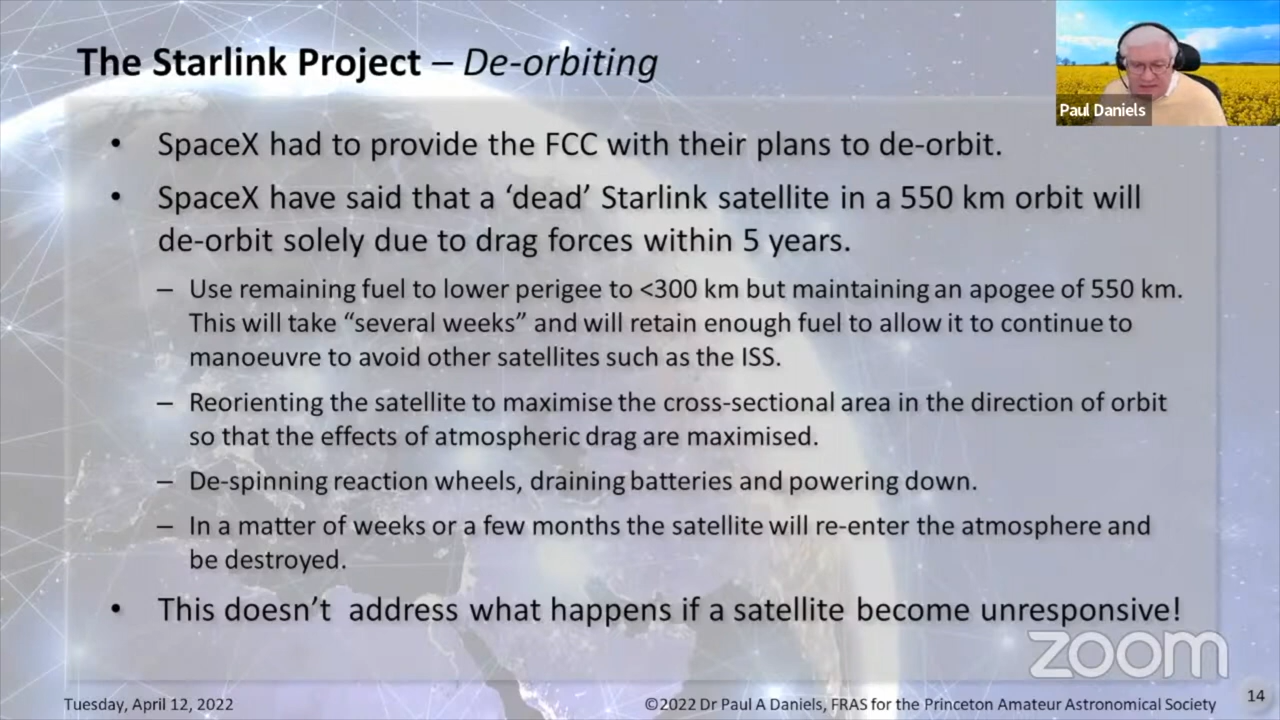 The Starlink Project – De-orbiting
Paul Daniels
• SpaceX had to provide the FCC with their plans to de-orbit.
• SpaceX have said that a ‘dead’ Starlink satellite in a 550 km orbit will
de-orbit solely due to drag forces within 5 years.
– Use remaining fuel to lower perigee to <300 km but maintaining an apogee of 550 km.
This will take “several weeks” and will retain enough fuel to allow it to continue to
manoeuvre to avoid other satellites such as the ISS.
– Reorienting the satellite to maximise the cross-sectional area in the direction of orbit
so that the effects of atmospheric drag are maximised.
– De-spinning reaction wheels, draining batteries and powering down.
– In a matter of weeks or a few months the satellite will re-enter the atmosphere and
be destroyed.
• This doesn’t address what happens if a satellite become unresponsive!
zoom
Tuesday, April 12, 2022
©2022 Dr Paul A Daniels, FRAS for the Princeton Amateur Astronomical Society
14